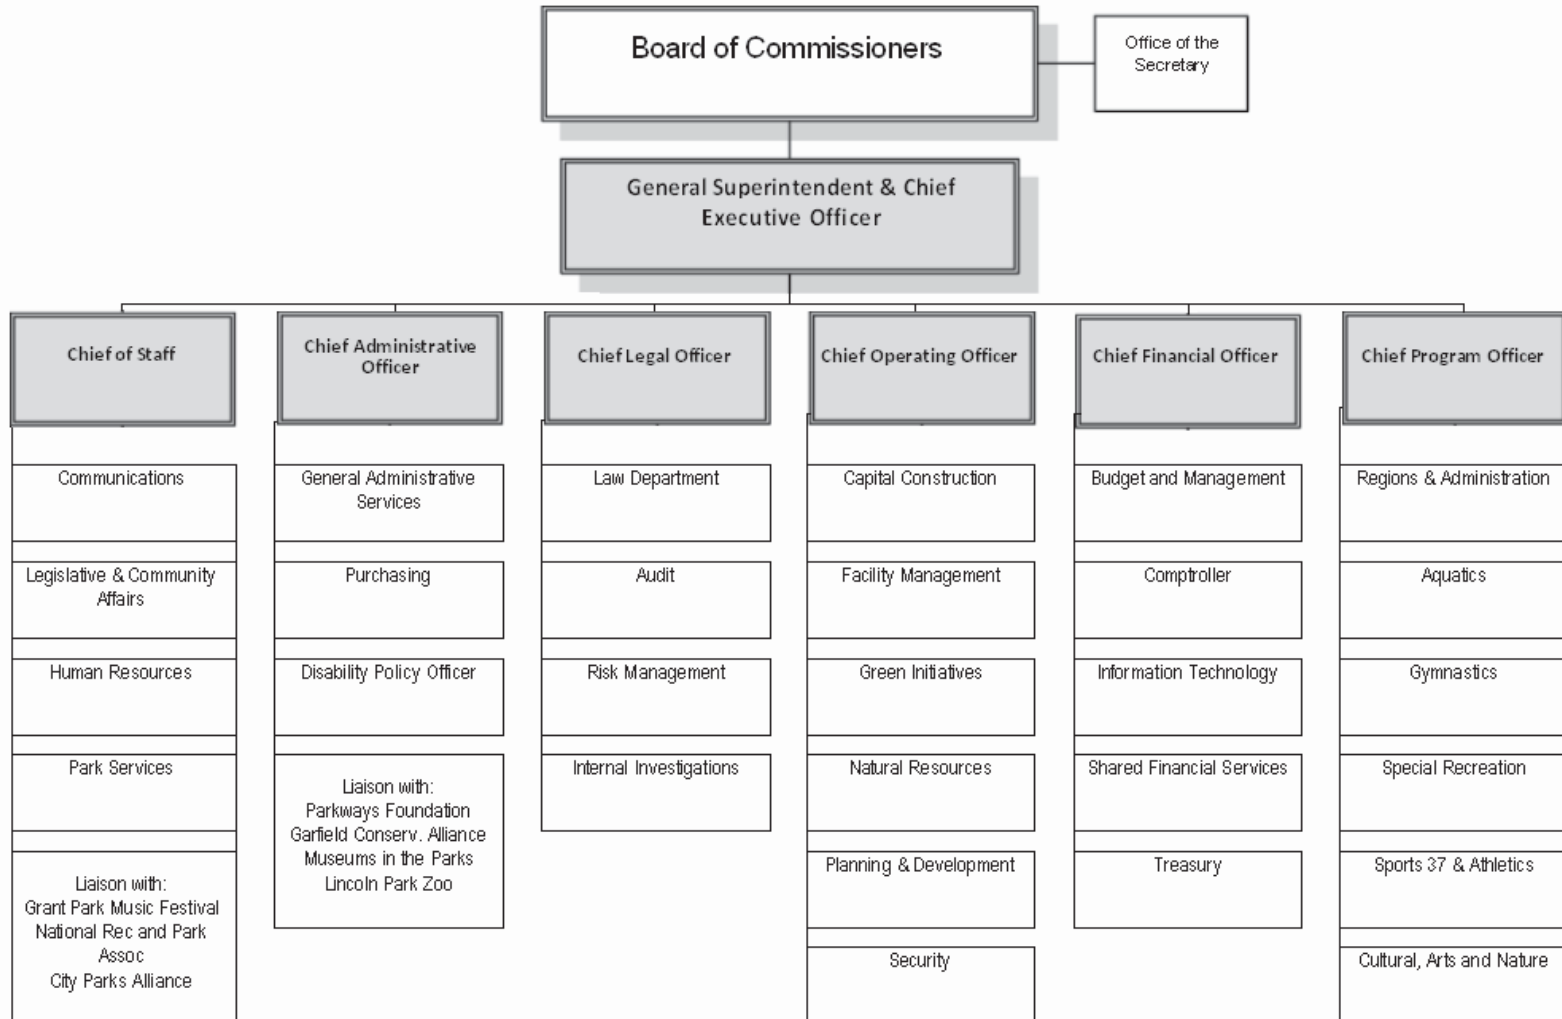 Board of Commissioners
Office of the
Secretary
General Superintendent & Chief
Executive Officer
Chief of Staff
Communications
Legislative & Community
Affairs
Human Resources
Park Services
Liaison with:
Grant Park Music Festival
National Rec and Park
Assoc
City Parks Alliance
Chief Administrative
Officer
General Administrative
Services
Purchasing
Disability Policy Officer
Liaison with:
Parkways Foundation
Garfield Conserv. Alliance
Museums in the Parks
Lincoln Park Zoo
Chief Legal Officer
Law Department
Audit
Risk Management
Internal Investigations
Chief Operating Officer
Capital Construction
Facility Management
Green Initiatives
Natural Resources
Planning & Development
Security
Chief Financial Officer
Budget and Management
Comptroller
Information Technology
Shared Financial Services
Treasury
Chief Program Officer
Regions & Administration
Aquatics
Gymnastics
Special Recreation
Sports 37 & Athletics
Cultural, Arts and Nature